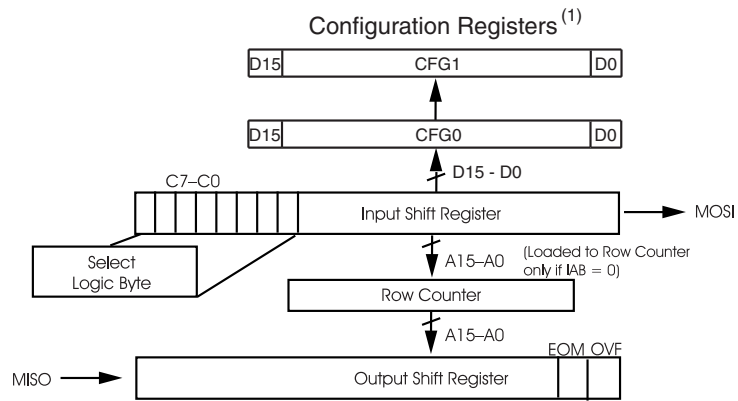 Configuration Registers (1)
D15 CFG1 D0
D15 CFG0 D0
D15 - D0
C7–C0
Input Shift Register
MOSI
Select
Logic Byte
A15–A0
(Loaded to Row Counter
only if IAB = 0)
Row Counter
A15–A0
EOM OVF
MISO
Output Shift Register